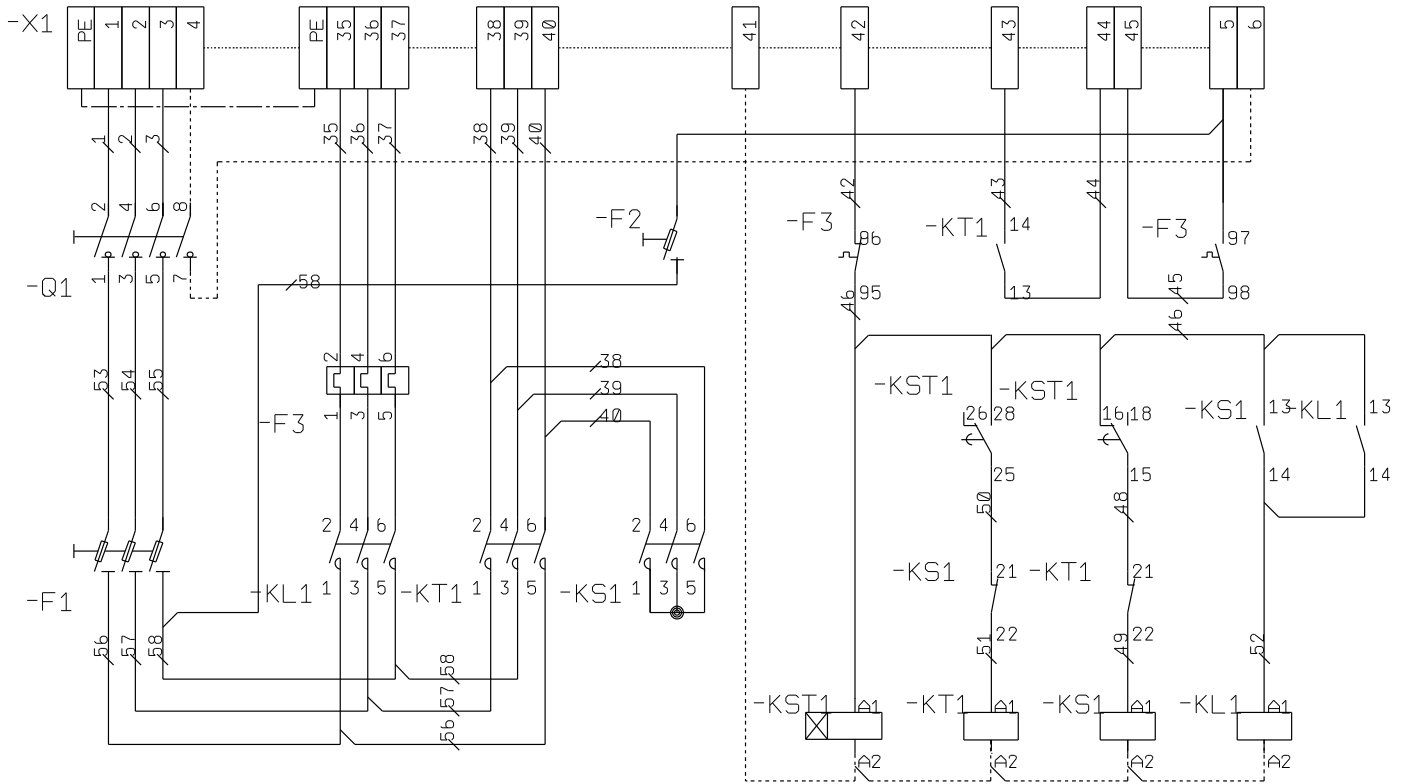 -X1 PE 1 2 3 4 PE 35 36 37 38 39 40 41 42 43 44 45 5 6
1 2 3 35 36 37 38 39 40
42 43 44
2 4 6 8 -F2 -F3 96 -KT1 14 -F3 97
-Q1 1 3 5 7 58 46 95 13 45 98
46
53 54 55 2 4 6 38
39 -KST1 -KST1
-F3 1 3 5 40 26 28 16 18 -KS1 13 -KL1 13
25 15 14 14
50 48
2 4 6 2 4 6 2 4 6
-F1 -KL1 1 3 5 -KT1 1 3 5 -KS1 1 3 5 -KS1 21 -KT1 21
56 57 58 51 22 49 22 52
58
57 -KST1 A1 -KT1 A1 -KS1 A1 -KL1 A1
56
A2 A2 A2 A2